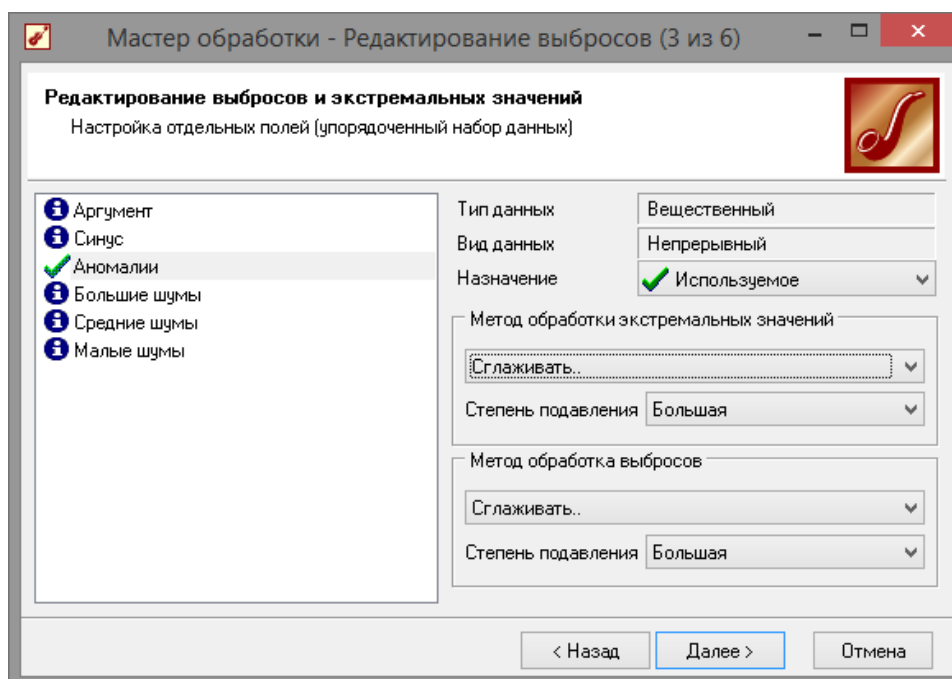 Мастер обработки - Редактирование выбросов (3 из 6)
Редактирование выбросов и экстремальных значений
Настройка отдельных полей (упорядоченный набор данных)
Аргумент
Синус
Аномалии
Большие шумы
Средние шумы
Малые шумы
Тип данных Вещественный
Вид данных Непрерывный
Назначение Используемое
Метод обработки экстремальных значений
Сглаживать..
Степень подавления Большая
Метод обработка выбросов
Сглаживать..
Степень подавления Большая
< Назад Далее > Отмена